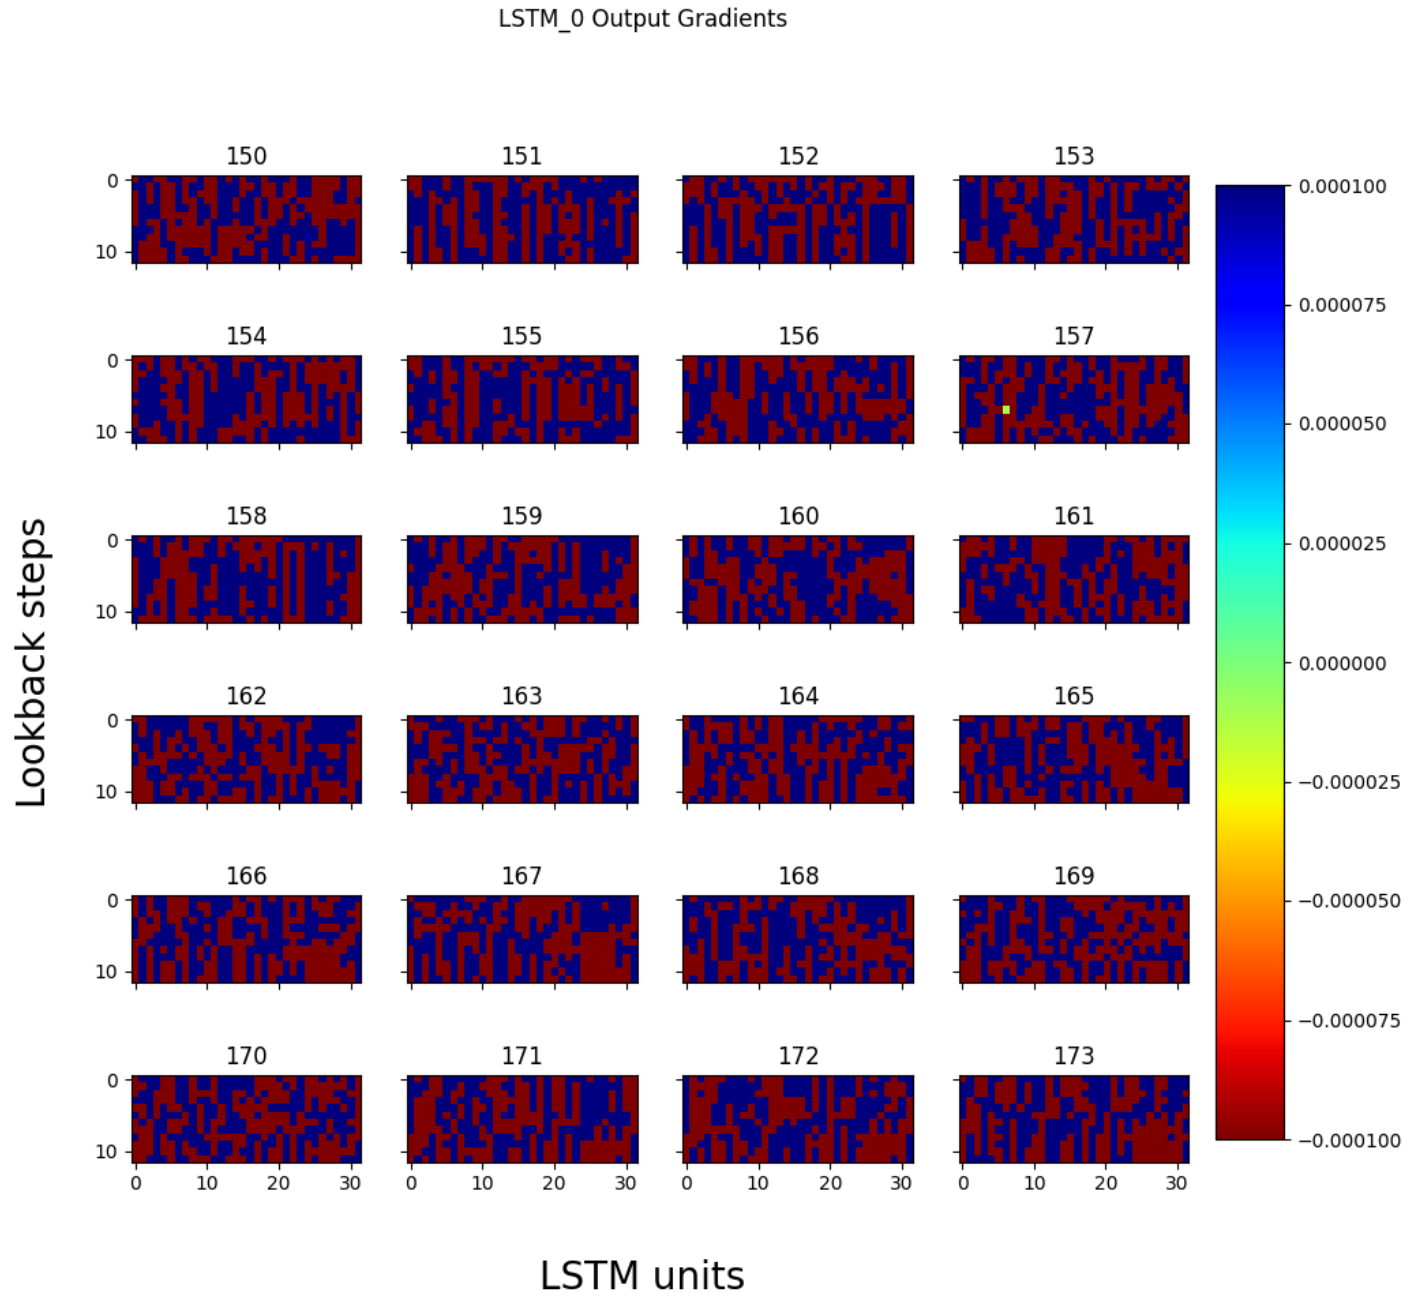 LSTM_0 Output Gradients
150 151 152 153
0
10
0.000100
0.000075
154 155 156 157
0
10
0.000050
158 159 160 161
0
10
0.000025
0.000000
162 163 164 165
0
10
−0.000025
166 167 168 169
0
10
−0.000050
−0.000075
170 171 172 173
0
10
−0.000100
0 10 20 30 0 10 20 30 0 10 20 30 0 10 20 30
Lookback steps
LSTM units